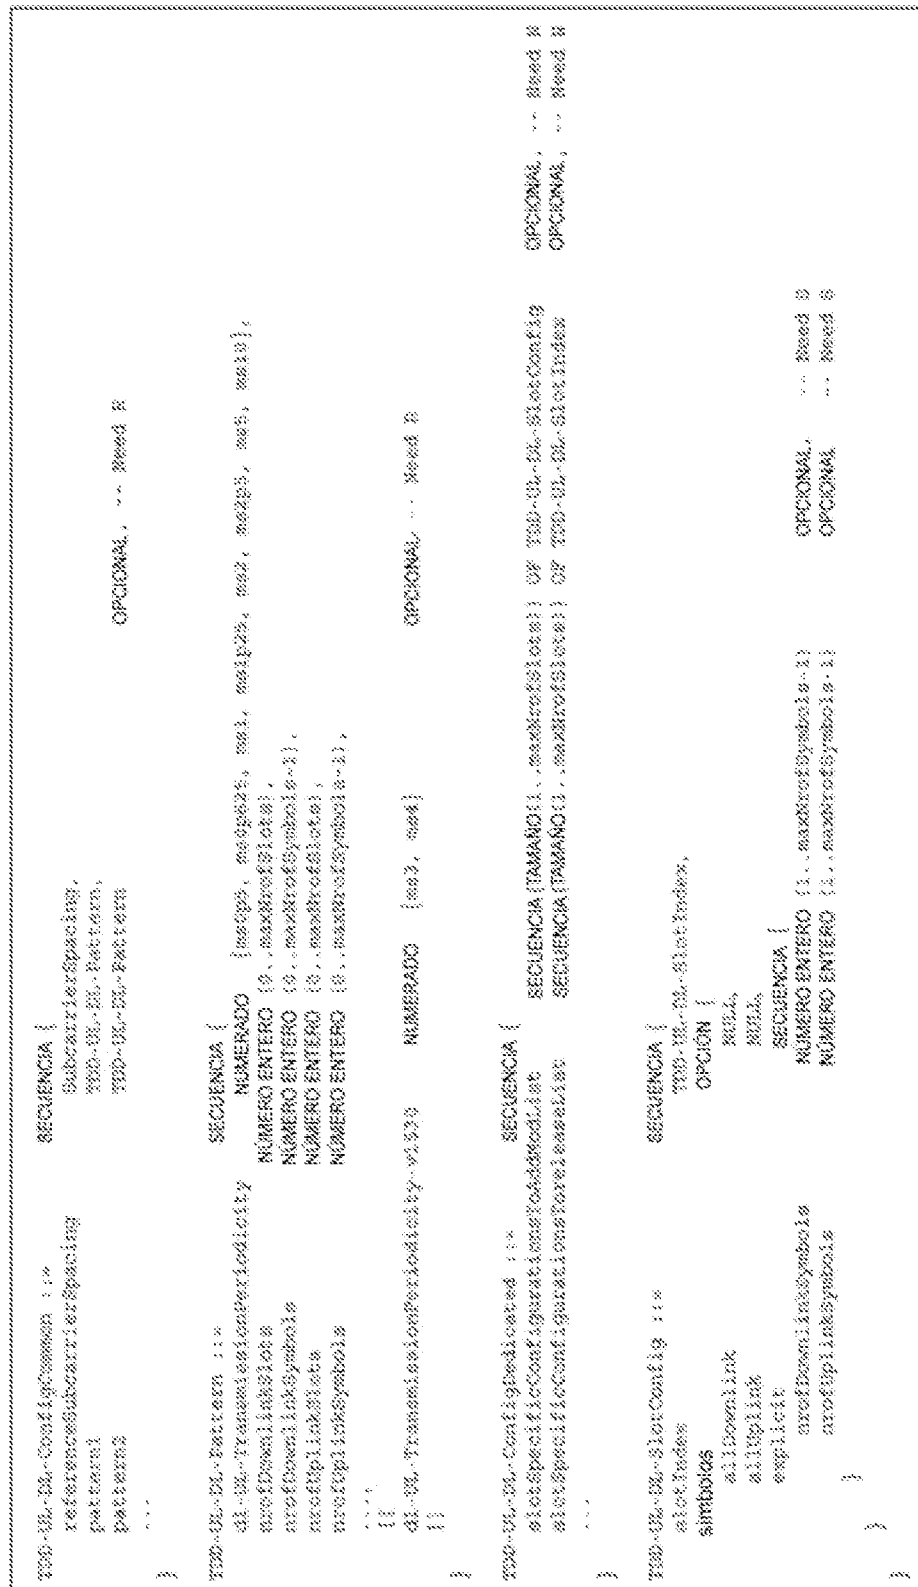 TDD-UL-DL-ConfigCommon ::= SECUENCIA {
referenceSubcarrierSpacing SubcarrierSpacing,
pattern1 TDD-UL-DL-Pattern,
pattern2 TDD-UL-DL-Pattern OPCIONAL, -- Need R
...
}
TDD-UL-DL-Pattern ::= SECUENCIA {
dl-UL-TransmissionPeriodicity NUMERADO {ms0p5, ms0p625, ms1, ms1p25, ms2, ms2p5, ms5, ms10},
nrofDownlinkSlots NÚMERO ENTERO (0..maxNrofSlots),
nrofDownlinkSymbols NÚMERO ENTERO (0..maxNrofSymbols-1),
nrofUplinkSlots NÚMERO ENTERO (0..maxNrofSlots),
nrofUplinkSymbols NÚMERO ENTERO (0..maxNrofSymbols-1),
...,
[[
dl-UL-TransmissionPeriodicity-v1530 NUMERADO {ms3, ms4} OPCIONAL, -- Need R
]]
}
TDD-UL-DL-ConfigDedicated ::= SECUENCIA {
slotSpecificConfigurationsToAddModList SECUENCIA (TAMAÑO(1..maxNrofSlots)) OF TDD-UL-DL-SlotConfig OPCIONAL, -- Need N
slotSpecificConfigurationsToreleaseList SECUENCIA (TAMAÑO(1..maxNrofSlots)) OF TDD-UL-DL-SlotIndex OPCIONAL, -- Need N
...
}
TDD-UL-DL-SlotConfig ::= SECUENCIA {
slotIndex TDD-UL-DL-SlotIndex,
símbolos OPCIÓN {
allDownlink NULL,
allUplink NULL,
explicit SECUENCIA {
nrofDownlinkSymbols NÚMERO ENTERO (1..maxNrofSymbols-1) OPCIONAL, -- Need S
nrofUplinkSymbols NÚMERO ENTERO (1..maxNrofSymbols-1) OPCIONAL -- Need S
}
}
}